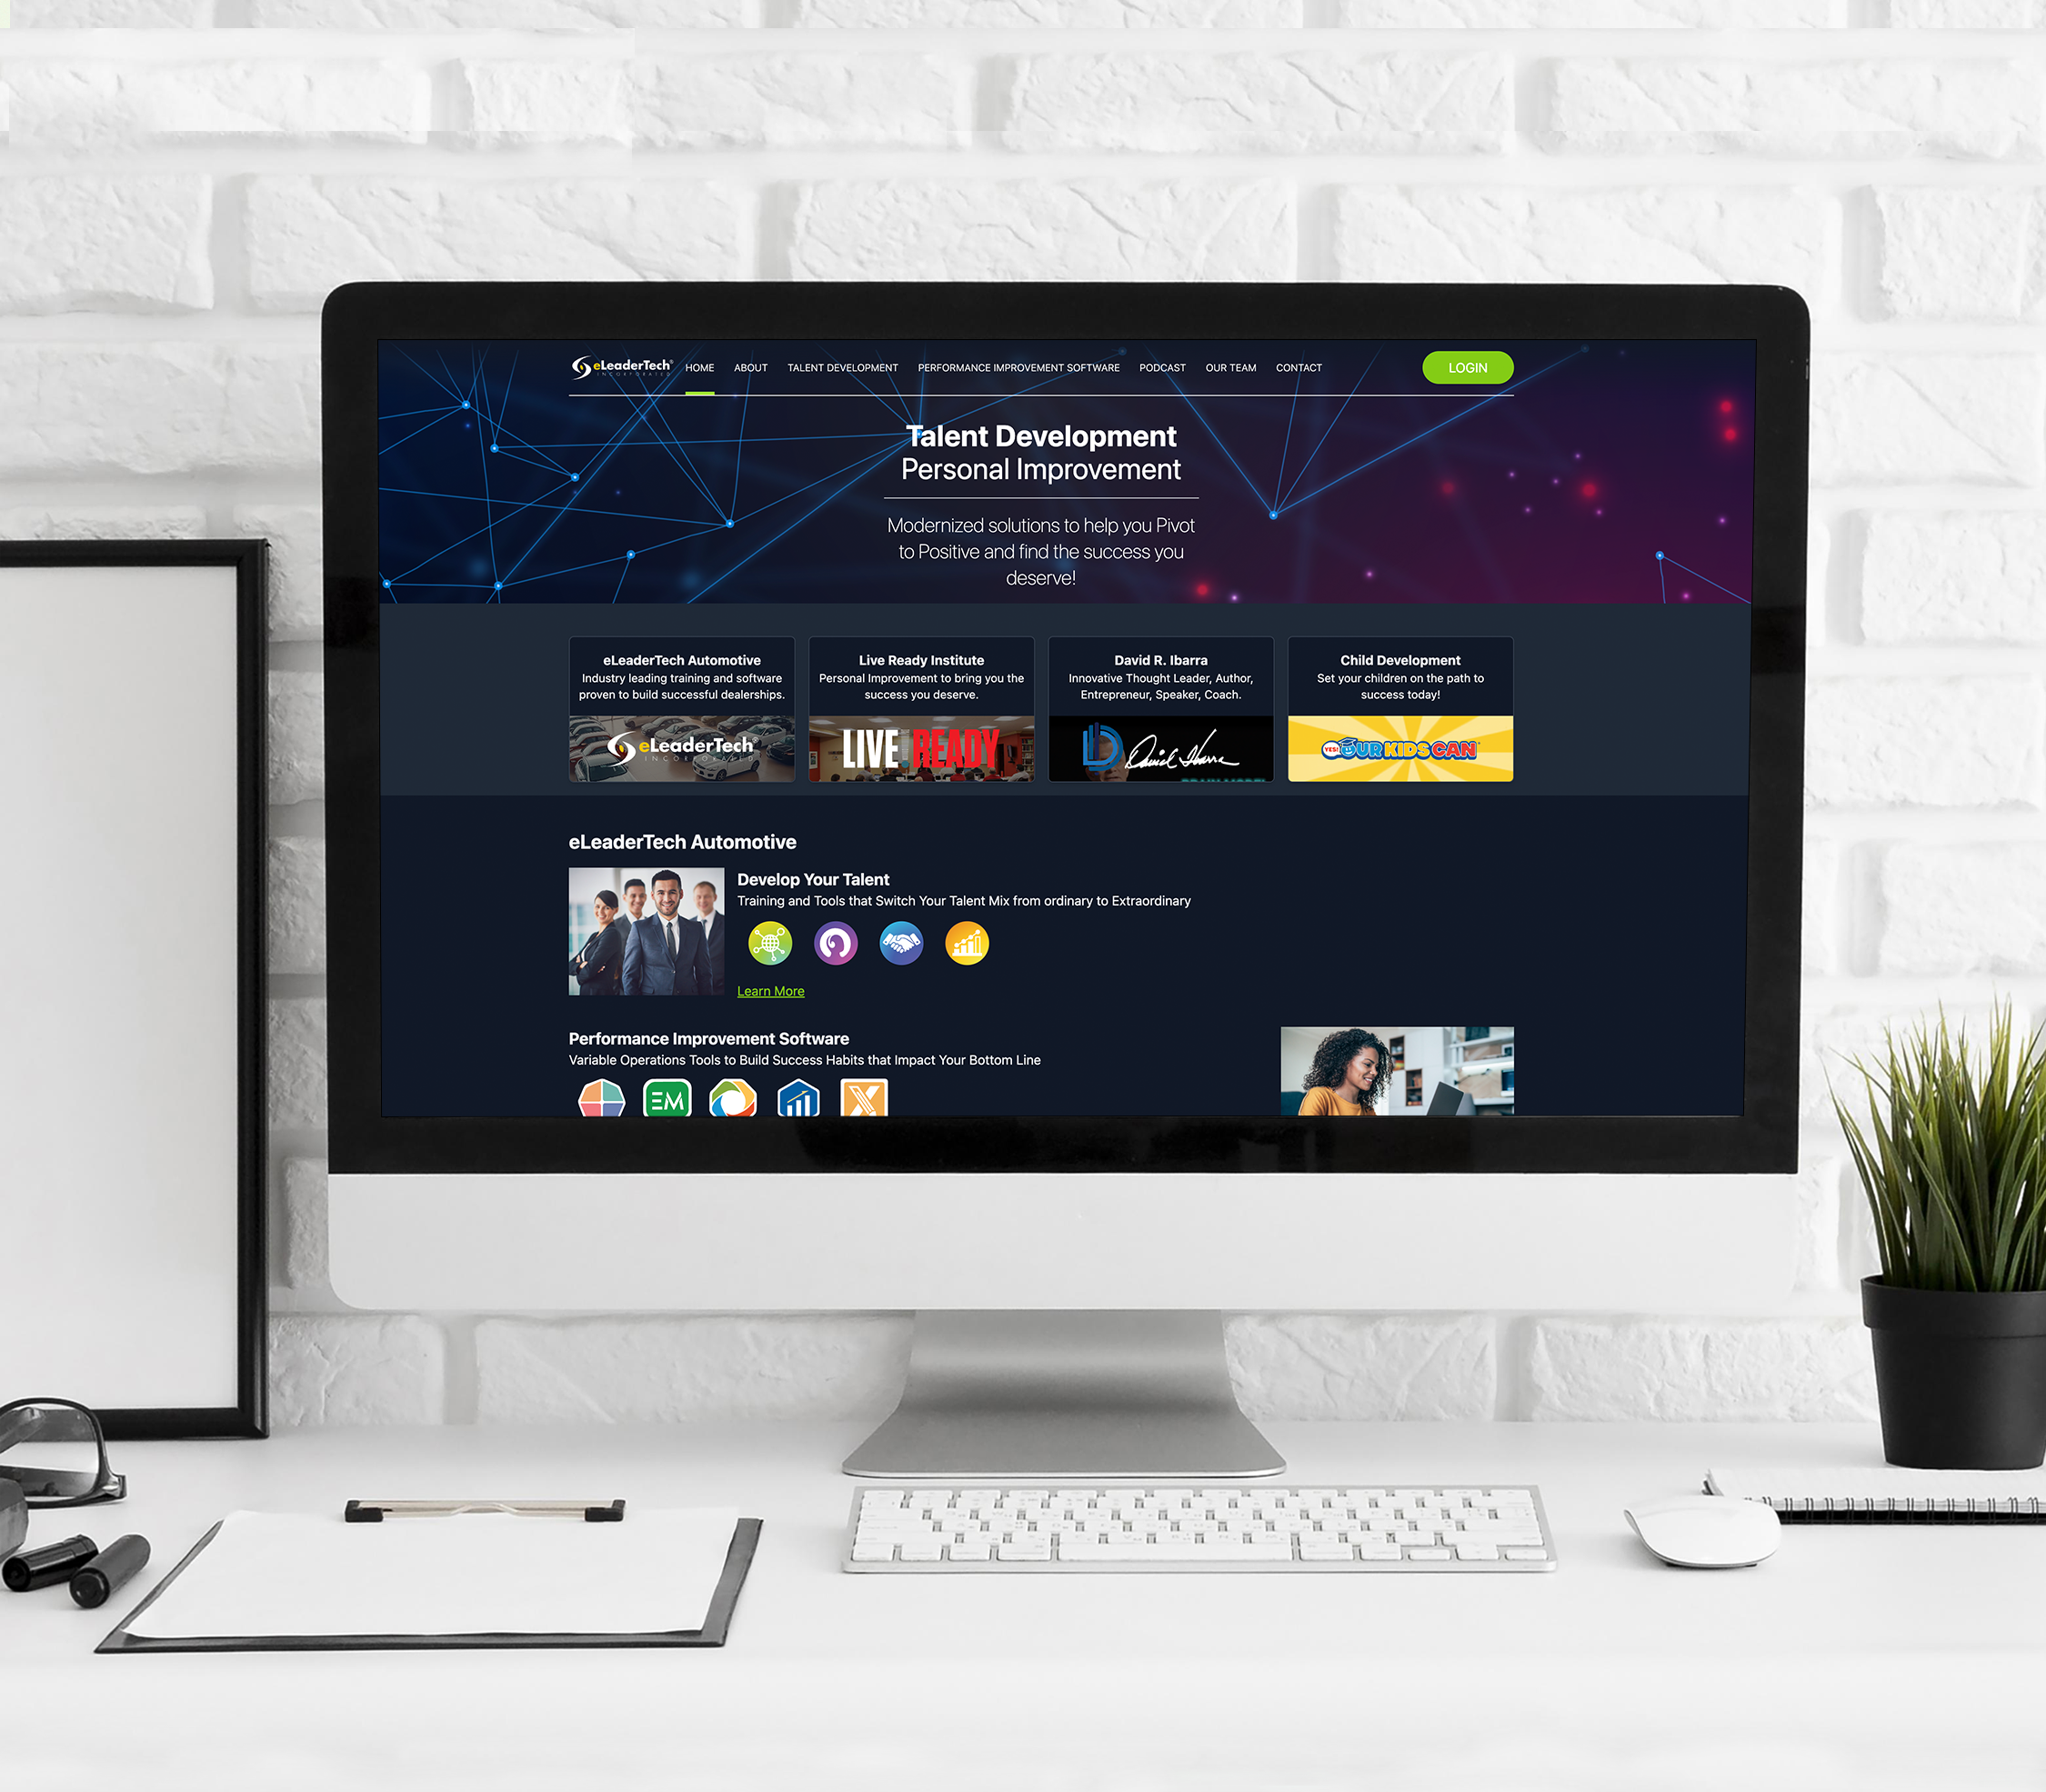 eLeaderTech®
INCORPORATED
HOME
ABOUT
TALENT DEVELOPMENT
PERFORMANCE IMPROVEMENT SOFTWARE
PODCAST
OUR TEAM
CONTACT
LOGIN
Talent Development
Personal Improvement
Modernized solutions to help you Pivot
to Positive and find the success you
deserve!
eLeaderTech Automotive
Industry leading training and software
proven to build successful dealerships.
eLeaderTech®
INCORPORATED
Live Ready Institute
Personal Improvement to bring you the
success you deserve.
LIVE READY
David R. Ibarra
Innovative Thought Leader, Author,
Entrepreneur, Speaker, Coach.
David Ibarra
Child Development
Set your children on the path to
success today!
YES! OUR KIDS CAN
eLeaderTech Automotive
Develop Your Talent
Training and Tools that Switch Your Talent Mix from ordinary to Extraordinary
Learn More
Performance Improvement Software
Variable Operations Tools to Build Success Habits that Impact Your Bottom Line
EM
X